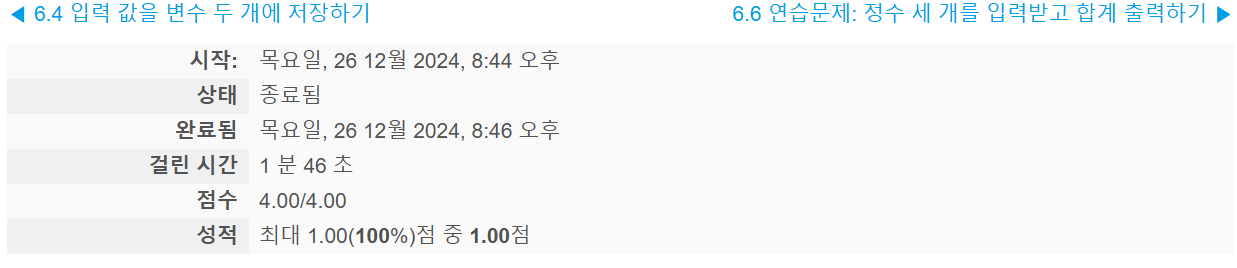 ◀ 6.4 입력 값을 변수 두 개에 저장하기 6.6 연습문제: 정수 세 개를 입력받고 합계 출력하기 ▶
시작: 목요일, 26 12월 2024, 8:44 오후
상태 종료됨
완료됨 목요일, 26 12월 2024, 8:46 오후
걸린 시간 1 분 46 초
점수 4.00/4.00
성적 최대 1.00(100%)점 중 1.00점